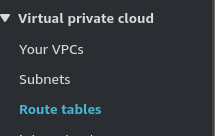 Virtual private cloud
Your VPCs
Subnets
Route tables